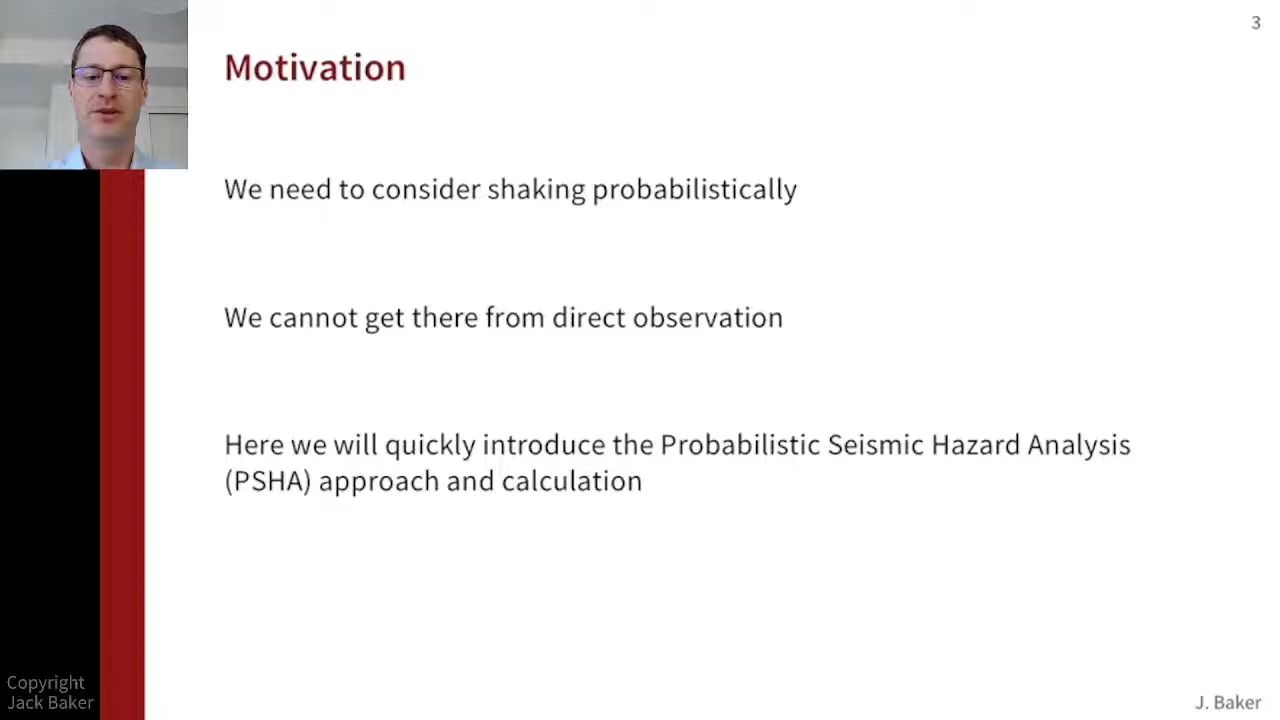 3
Motivation
We need to consider shaking probabilistically
We cannot get there from direct observation
Here we will quickly introduce the Probabilistic Seismic Hazard Analysis
(PSHA) approach and calculation
Copyright
Jack Baker
J. Baker